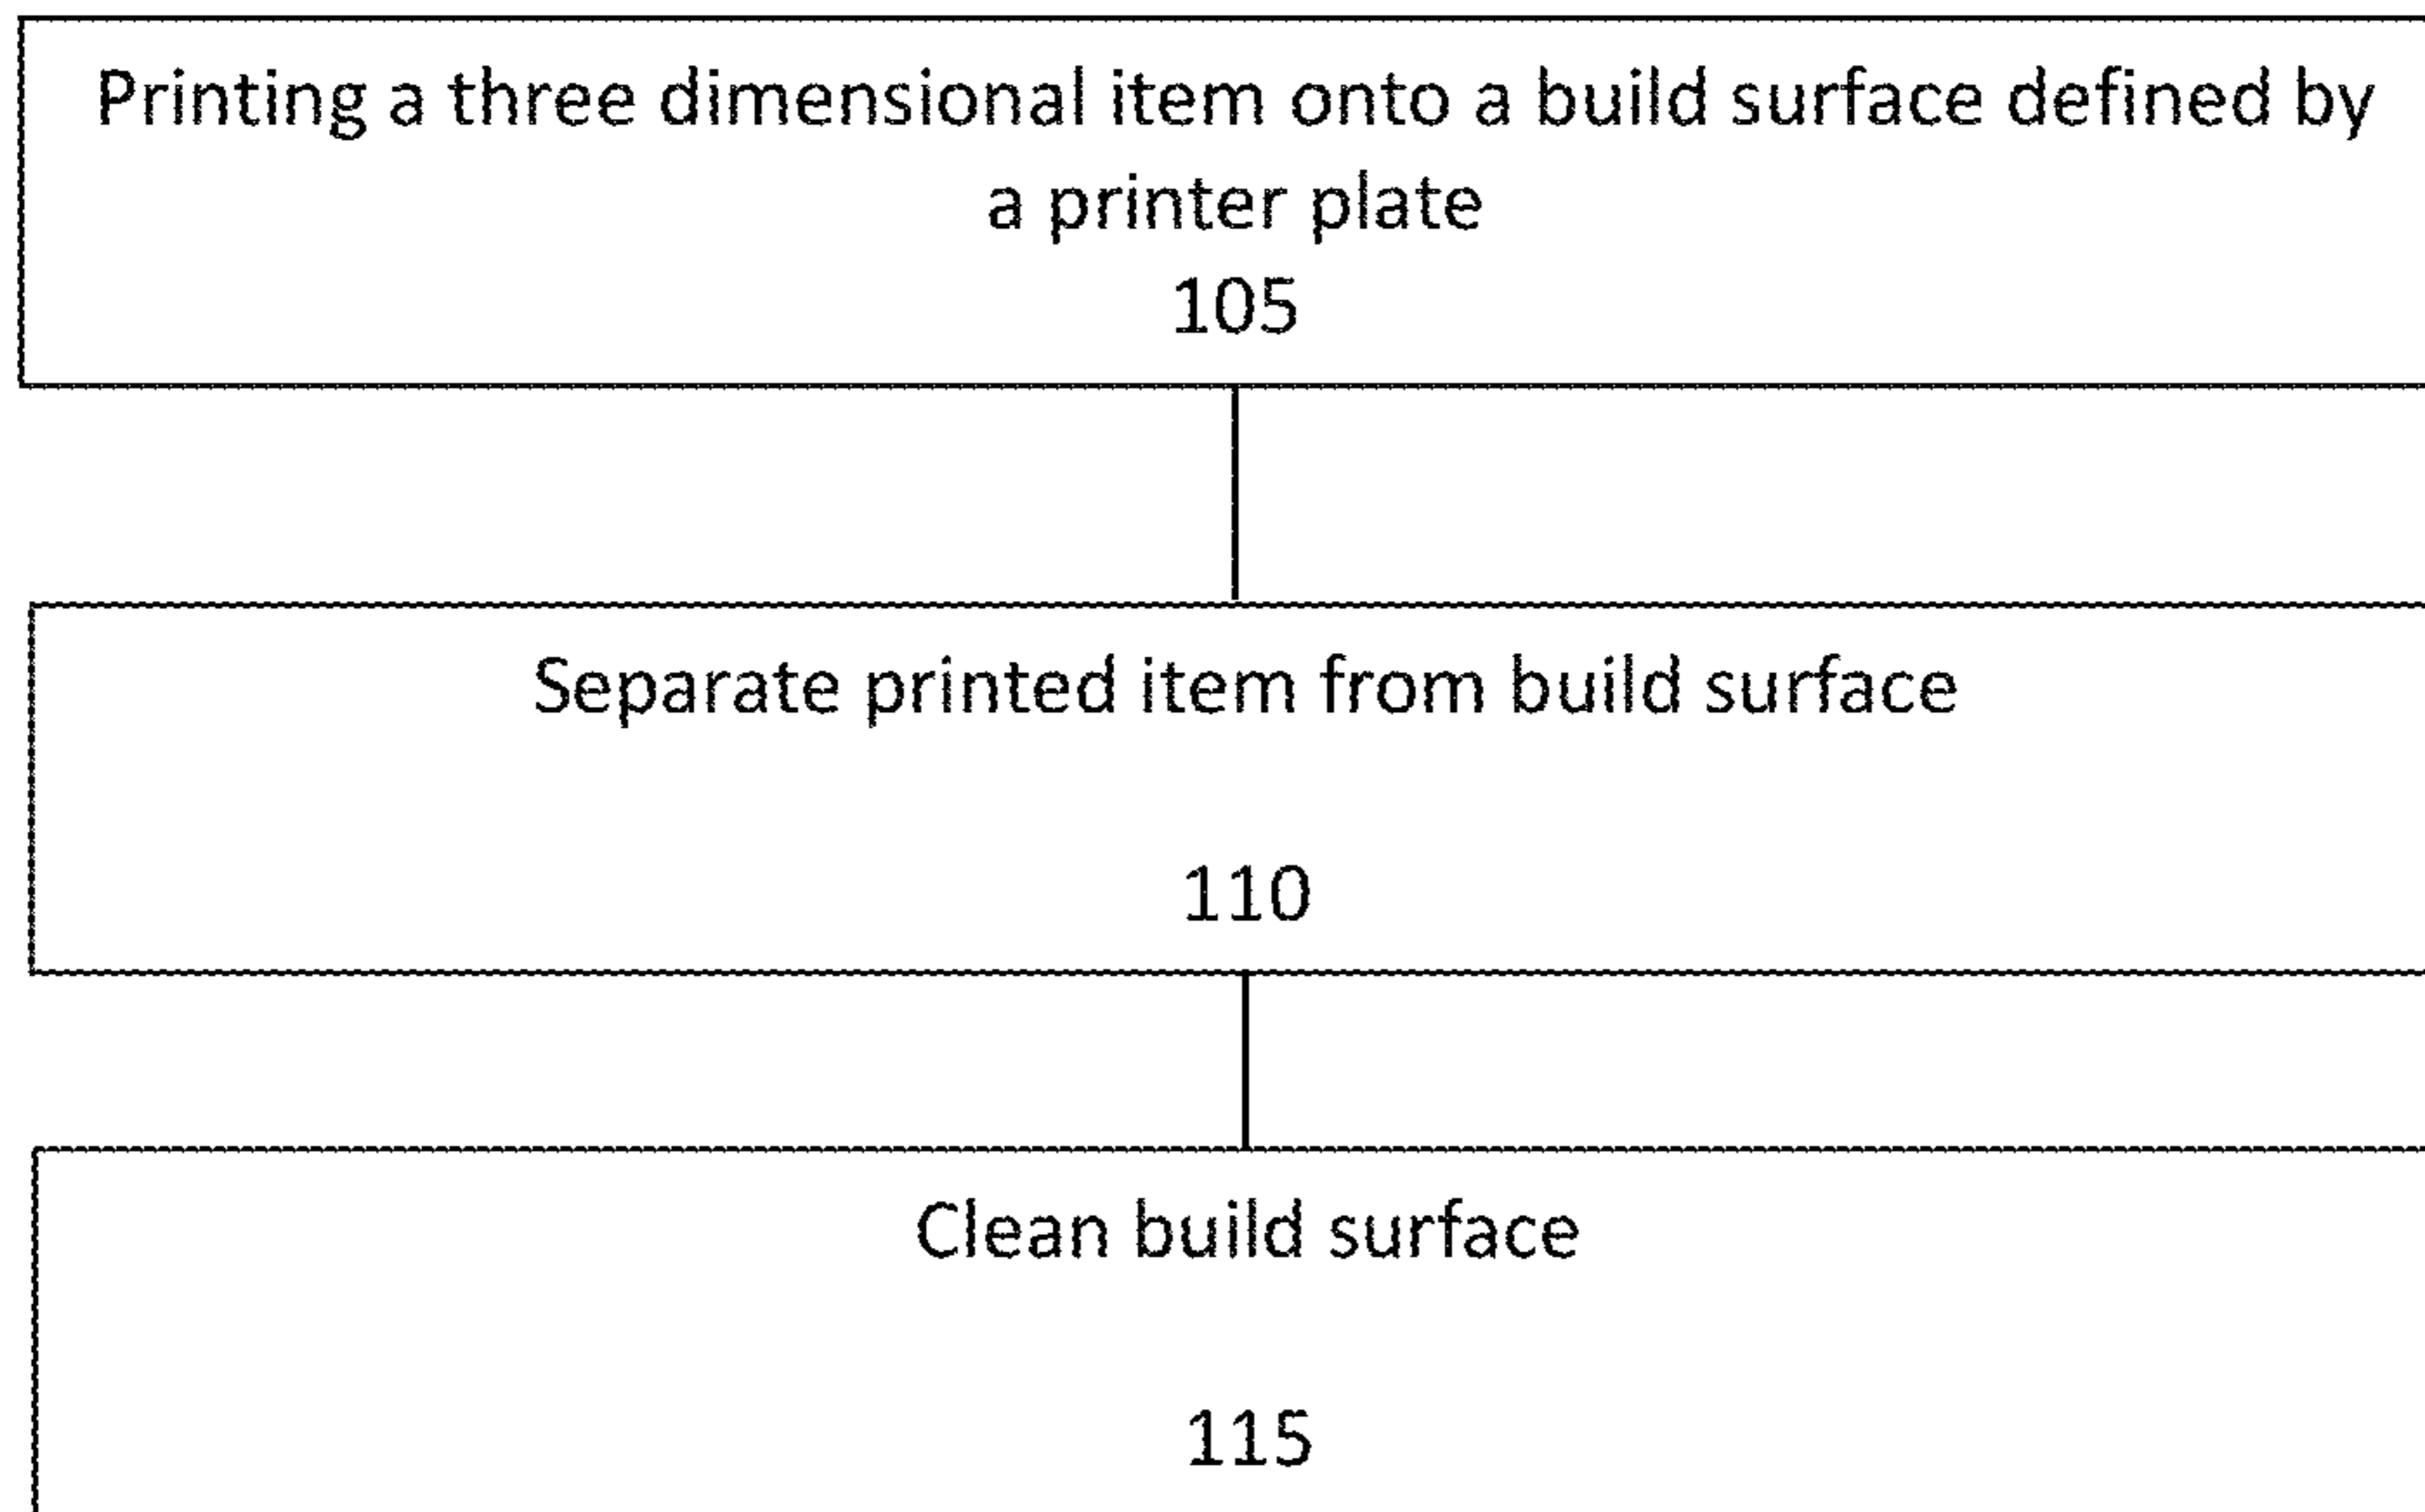 Printing a three dimensional item onto a build surface defined by
a printer plate
105
Separate printed item from build surface
110
Clean build surface
115